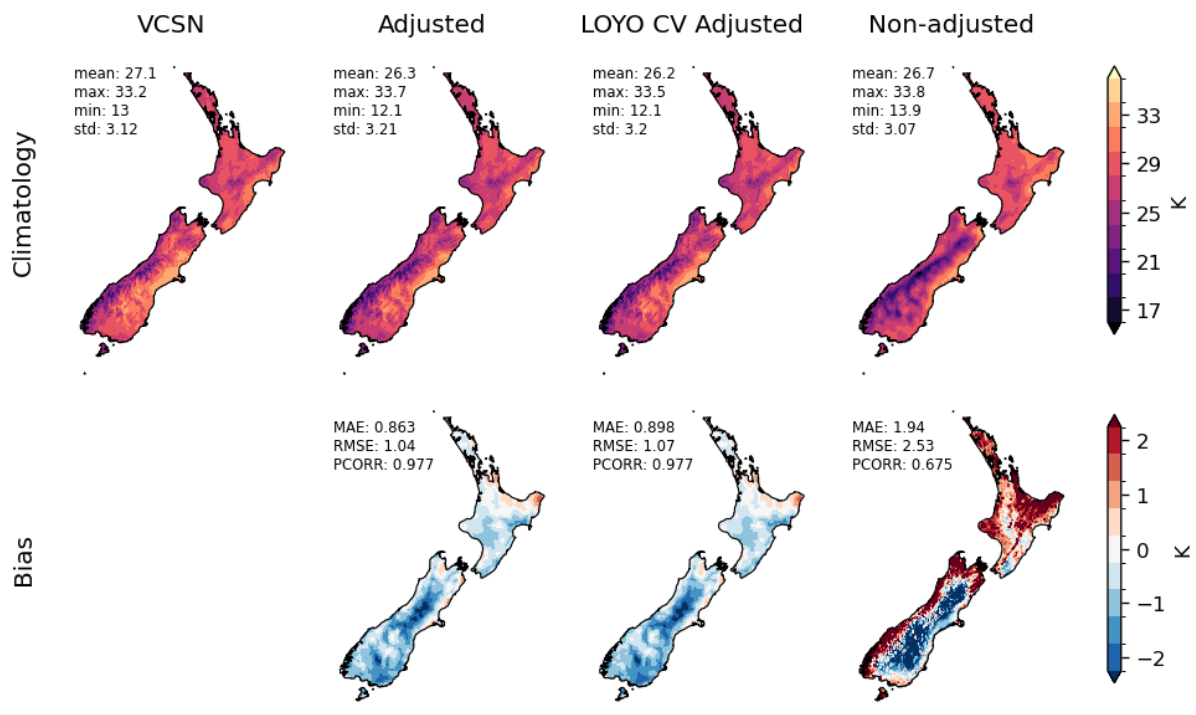 VCSN
Adjusted
LOYO CV Adjusted
Non-adjusted
Climatology
mean: 27.1
max: 33.2
min: 13
std: 3.12
mean: 26.3
max: 33.7
min: 12.1
std: 3.21
mean: 26.2
max: 33.5
min: 12.1
std: 3.2
mean: 26.7
max: 33.8
min: 13.9
std: 3.07
33
29
25
21
17
K
Bias
MAE: 0.863
RMSE: 1.04
PCORR: 0.977
MAE: 0.898
RMSE: 1.07
PCORR: 0.977
MAE: 1.94
RMSE: 2.53
PCORR: 0.675
2
1
0
−1
−2
K